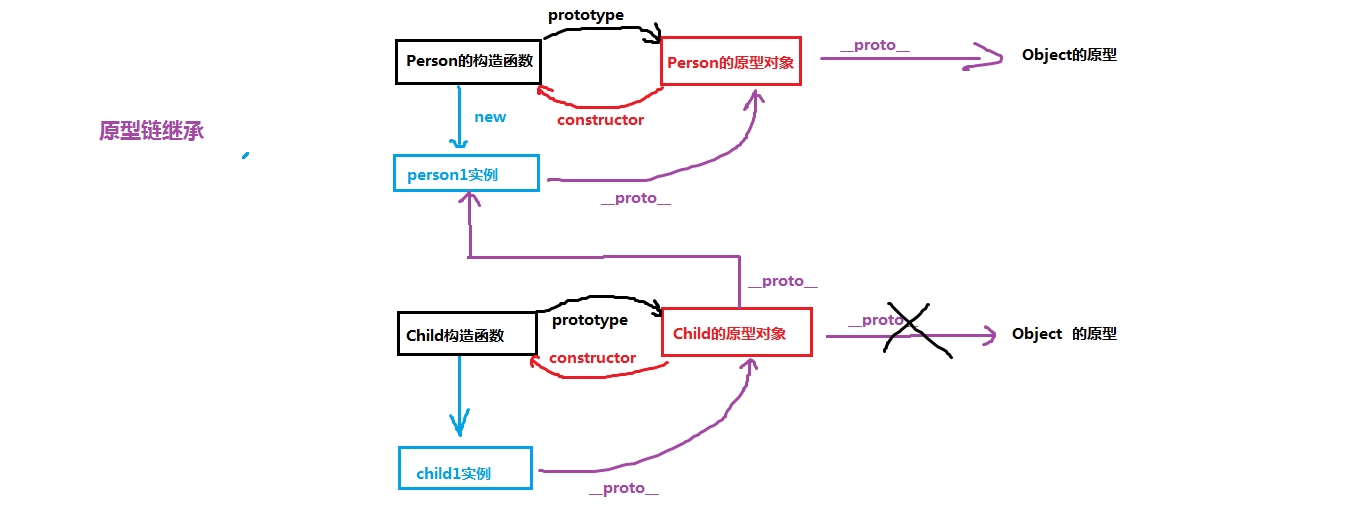 prototype
Person的构造函数
Person的原型对象
__proto__
Object的原型
constructor
new
原型链继承
person1实例
__proto__
__proto__
Child构造函数
prototype
Child的原型对象
__proto__
Object 的原型
constructor
child1实例
__proto__